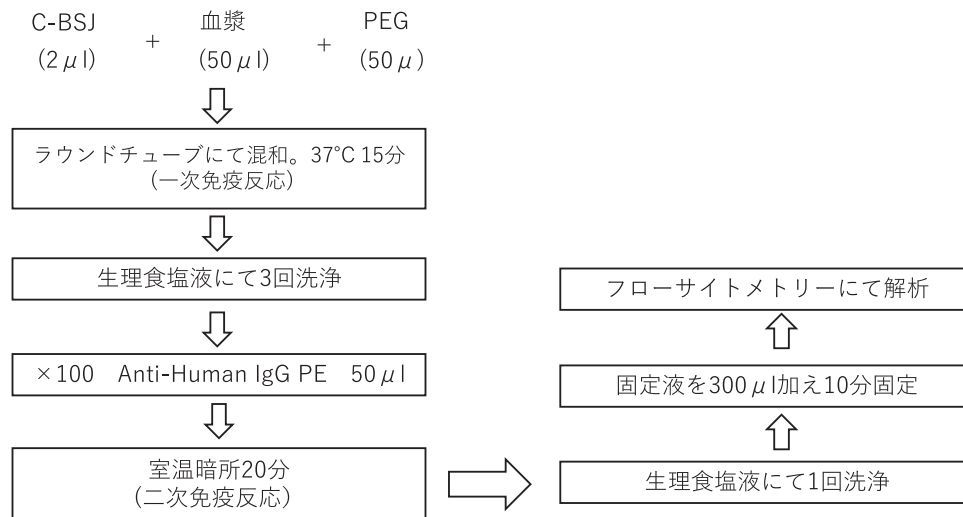 C-BSJ
(2μl)
+
血漿
(50μl)
+
PEG
(50μ)
ラウンドチューブにて混和。37°C 15分
(一次免疫反応)
生理食塩液にて3回洗浄
×100 Anti-Human IgG PE 50μl
室温暗所20分
(二次免疫反応)
生理食塩液にて1回洗浄
固定液を300μl加え10分固定
フローサイトメトリーにて解析